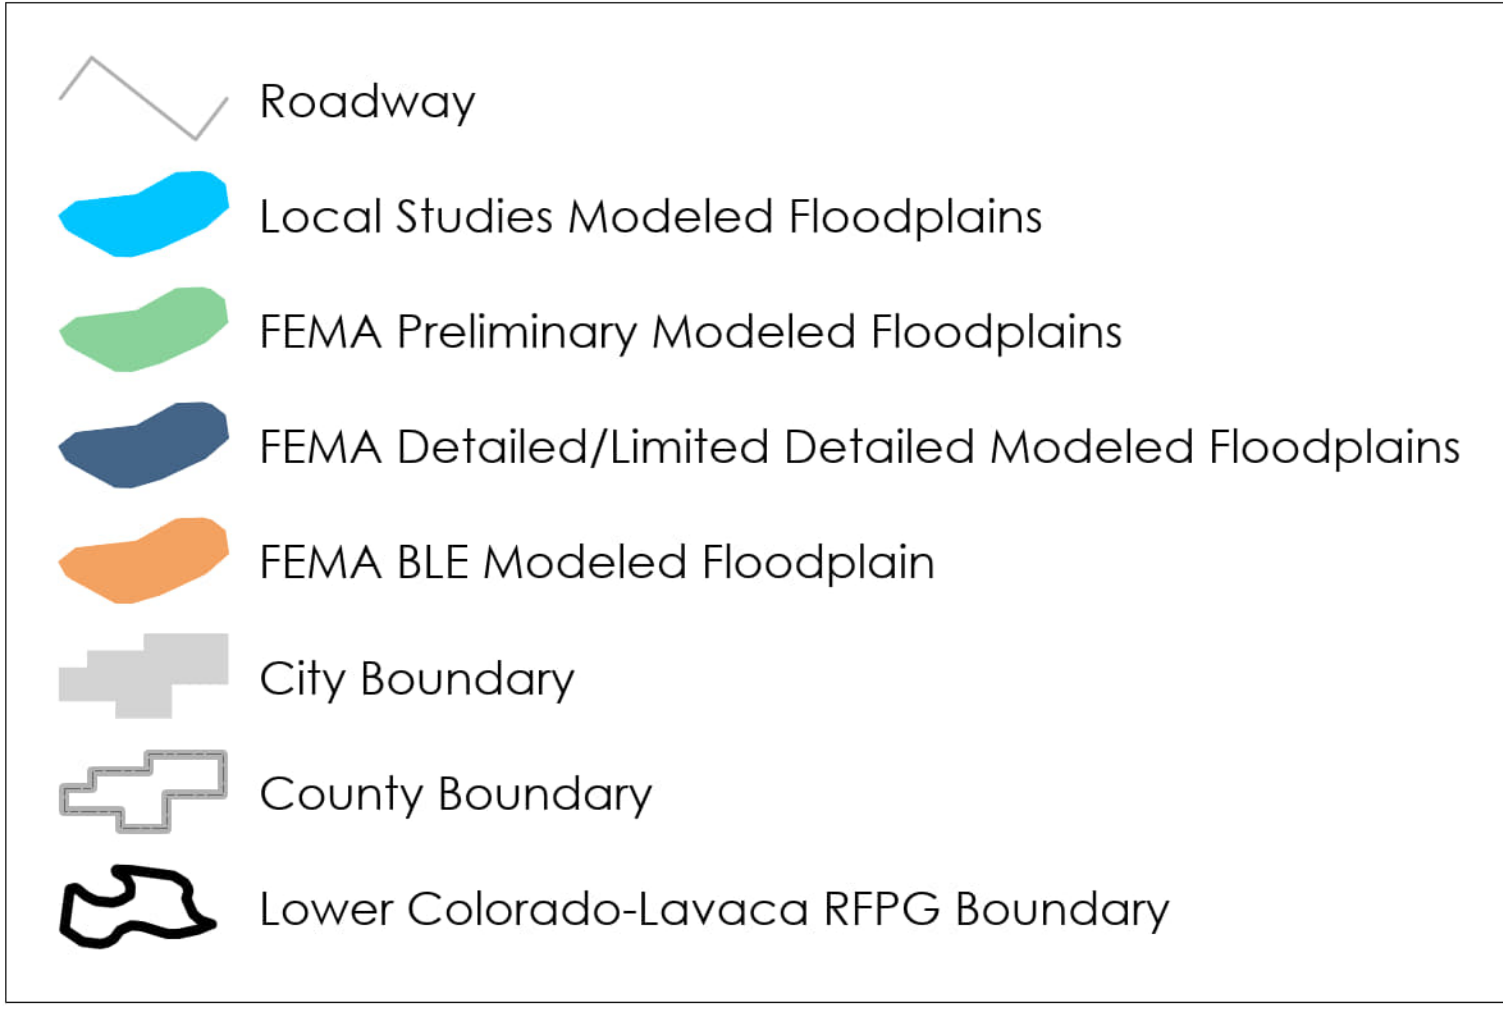 Roadway
Local Studies Modeled Floodplains
FEMA Preliminary Modeled Floodplains
FEMA Detailed/Limited Detailed Modeled Floodplains
FEMA BLE Modeled Floodplain
City Boundary
County Boundary
Lower Colorado-Lavaca RFPG Boundary